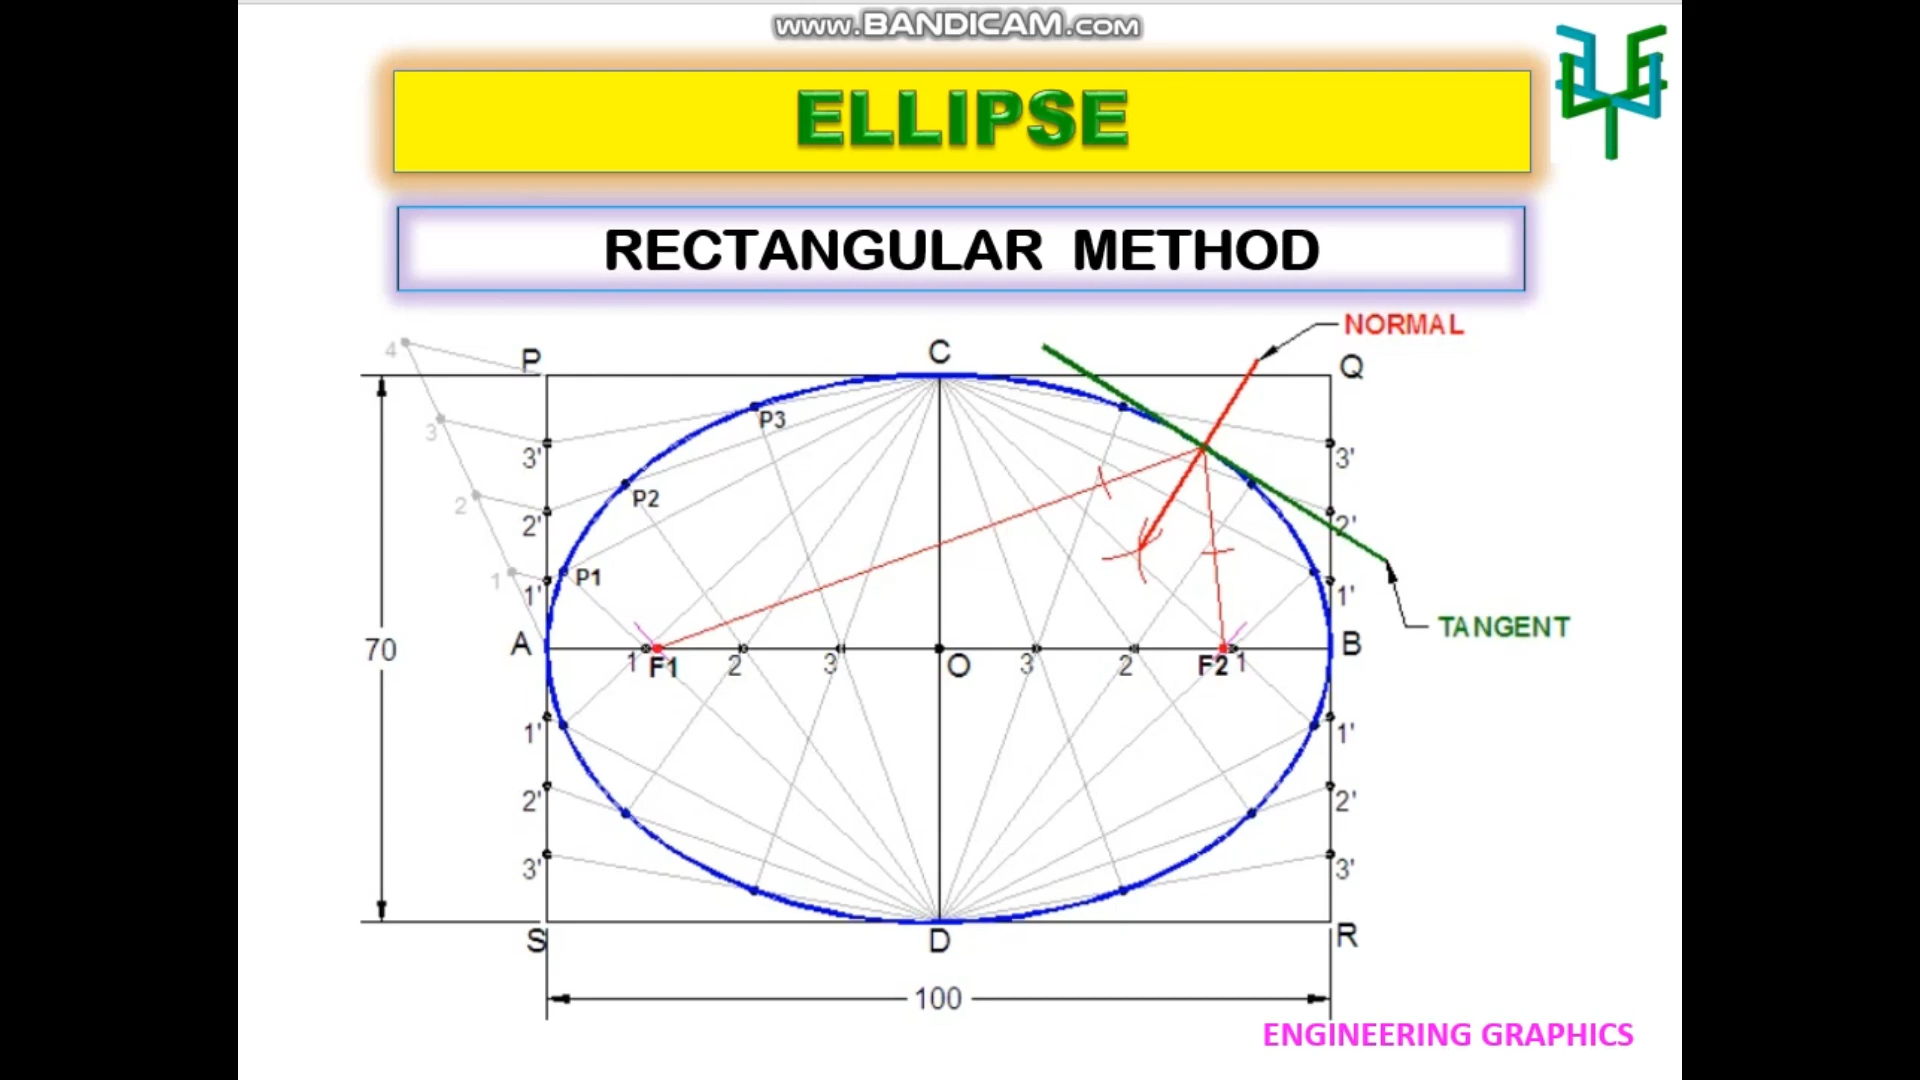 www.BANDICAM.com
ELLIPSE
RECTANGULAR METHOD
NORMAL
4 P C Q
3 P3
3' 3'
2 P2
2' 2'
1 P1
1' 1'
TANGENT
70 A B
1 F1 2 3 O 3 2 F2 1
1' 1'
2' 2'
3' 3'
S D R
100
ENGINEERING GRAPHICS